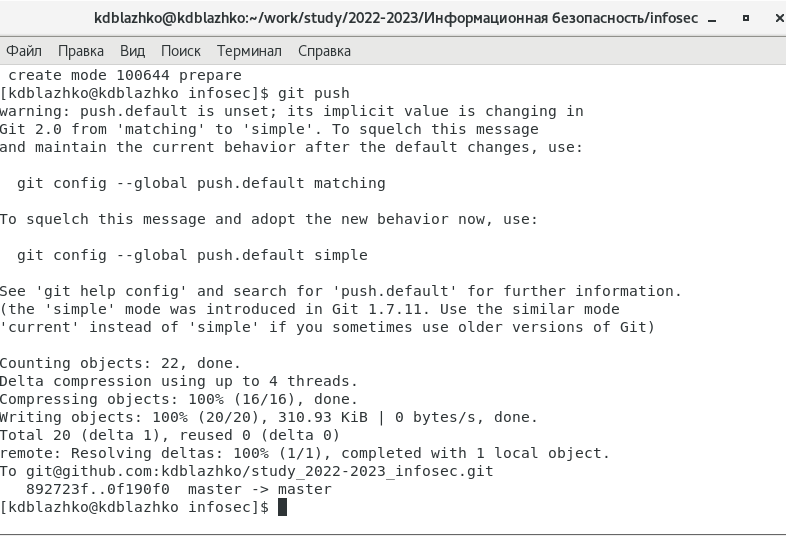 kdblazhko@kdblazhko:~/work/study/2022-2023/Информационная безопасность/infosec
Файл Правка Вид Поиск Терминал Справка
 create mode 100644 prepare
[kdblazhko@kdblazhko infosec]$ git push
warning: push.default is unset; its implicit value is changing in
Git 2.0 from 'matching' to 'simple'. To squelch this message
and maintain the current behavior after the default changes, use:

  git config --global push.default matching

To squelch this message and adopt the new behavior now, use:

  git config --global push.default simple

See 'git help config' and search for 'push.default' for further information.
(the 'simple' mode was introduced in Git 1.7.11. Use the similar mode
'current' instead of 'simple' if you sometimes use older versions of Git)

Counting objects: 22, done.
Delta compression using up to 4 threads.
Compressing objects: 100% (16/16), done.
Writing objects: 100% (20/20), 310.93 KiB | 0 bytes/s, done.
Total 20 (delta 1), reused 0 (delta 0)
remote: Resolving deltas: 100% (1/1), completed with 1 local object.
To git@github.com:kdblazhko/study_2022-2023_infosec.git
   892723f..0f190f0  master -> master
[kdblazhko@kdblazhko infosec]$